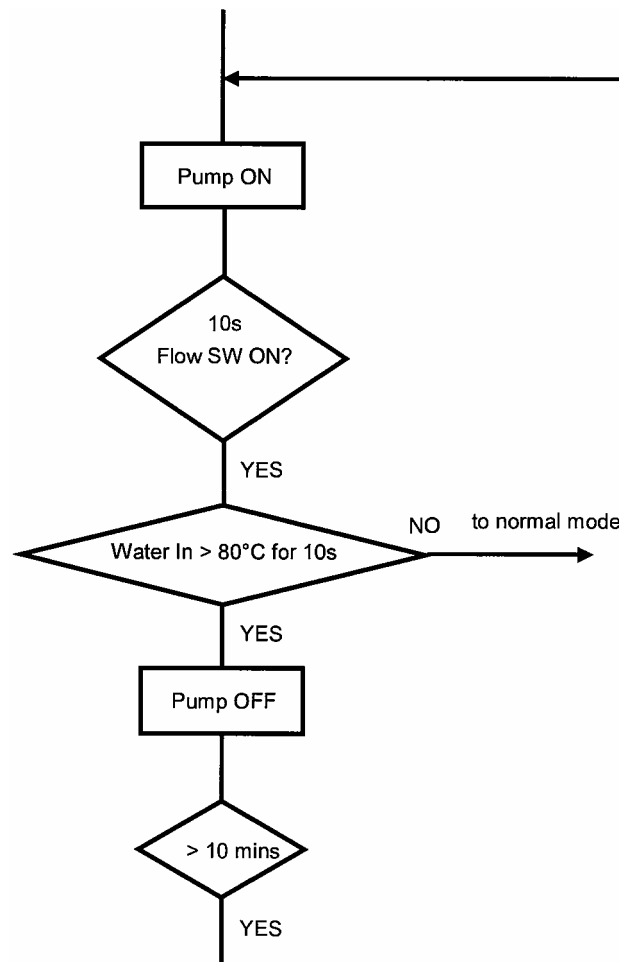 Pump ON
10s
Flow SW ON?
YES
NO to normal mode
Water In > 80°C for 10s
YES
Pump OFF
> 10 mins
YES